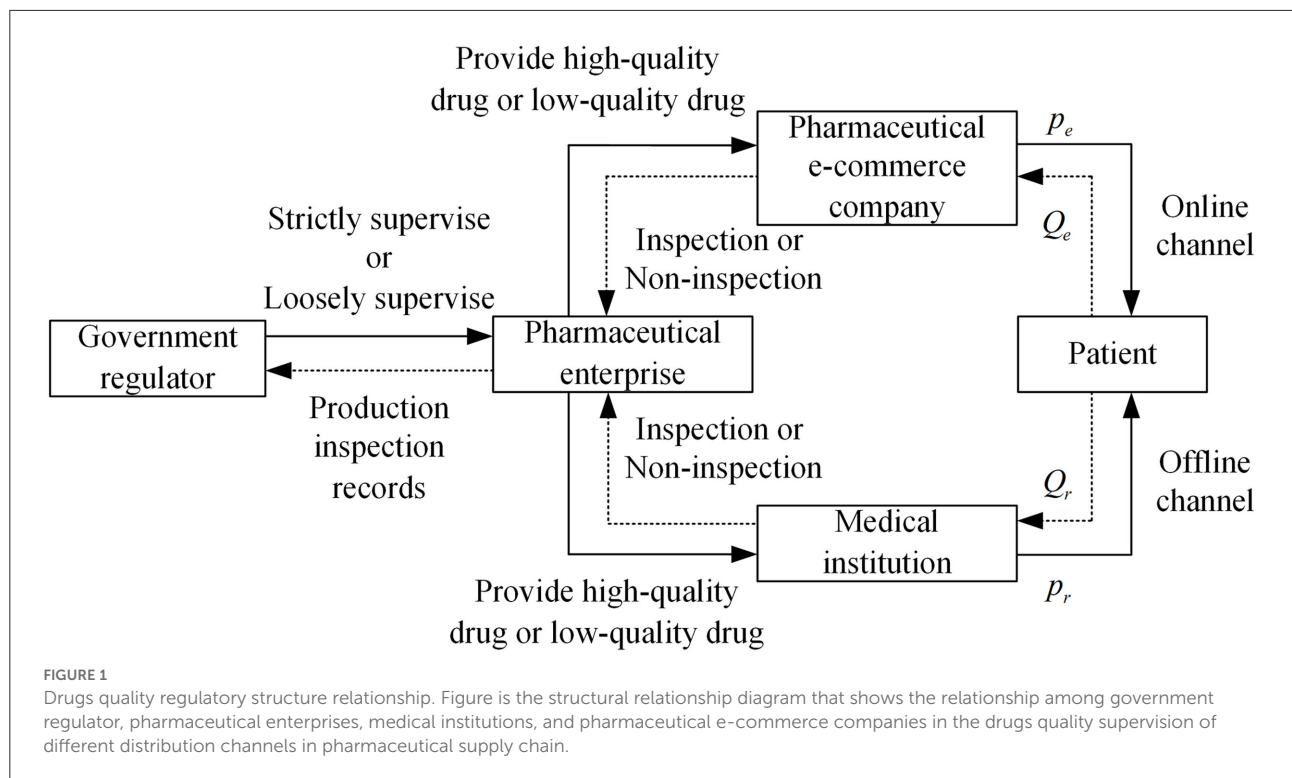 Provide high-quality
drug or low-quality drug
Pharmaceutical
e-commerce
company
p_e
Q_e
Online
channel
Strictly supervise
or
Loosely supervise
Inspection or
Non-inspection
Government
regulator
Pharmaceutical
enterprise
Patient
Production
inspection
records
Inspection or
Non-inspection
Q_r
Offline
channel
Medical
institution
p_r
Provide high-quality
drug or low-quality drug
FIGURE 1
Drugs quality regulatory structure relationship. Figure is the structural relationship diagram that shows the relationship among government
regulator, pharmaceutical enterprises, medical institutions, and pharmaceutical e-commerce companies in the drugs quality supervision of
different distribution channels in pharmaceutical supply chain.